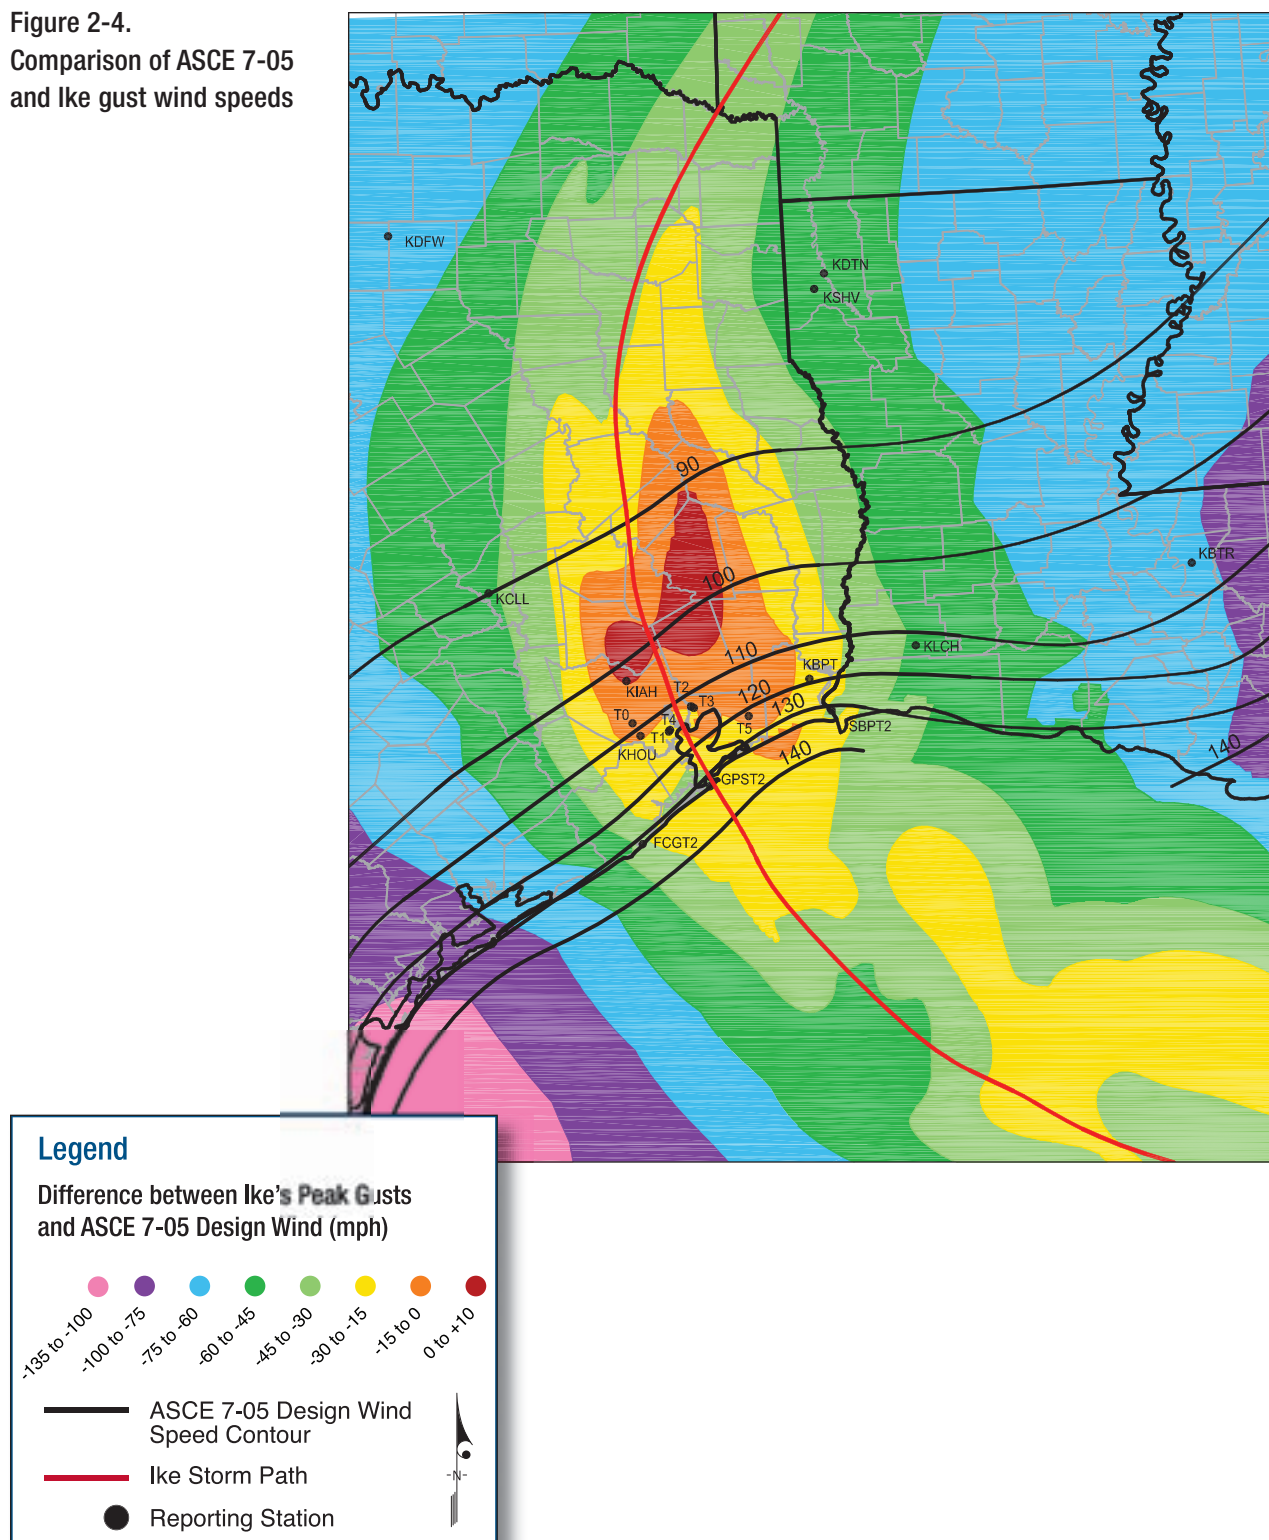 Figure 2-4.
Comparison of ASCE 7-05
and Ike gust wind speeds
KDFW
KDTN
KSHV
90
KBTR
100
KCLL
110
KLCH
KBPT
KIAH
T2
T3
120
130
T0
T4
T5
T1
SBPT2
KHOU
140
140
GPST2
FCGT2
Legend
Difference between Ike's Peak Gusts
and ASCE 7-05 Design Wind (mph)
-135 to -100
-100 to -75
-75 to -60
-60 to -45
-45 to -30
-30 to -15
-15 to 0
0 to +10
ASCE 7-05 Design Wind
Speed Contour
Ike Storm Path
-N-
Reporting Station